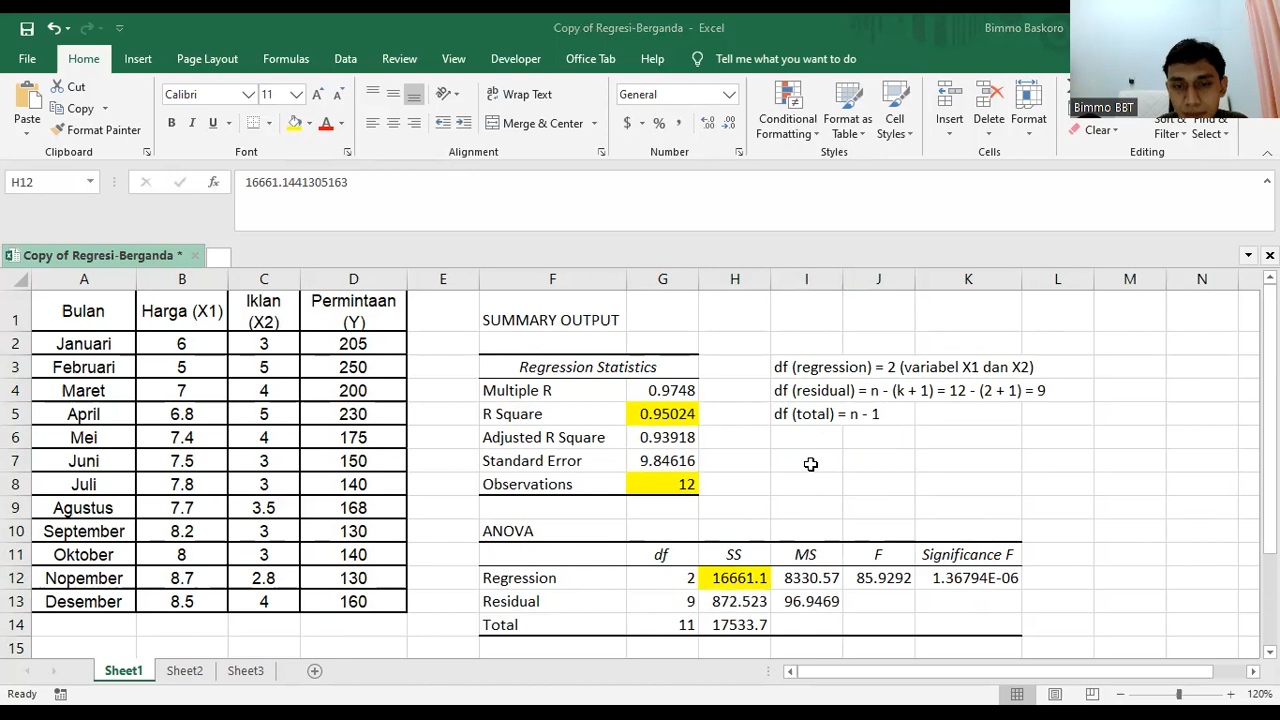 Copy of Regresi-Berganda - Excel
Bimmo Baskoro
File Home Insert Page Layout Formulas Data Review View Developer Office Tab Help Tell me what you want to do
Cut
Copy
Format Painter
Paste
Clipboard
Calibri 11
B I U
Font
Wrap Text
Merge & Center
Alignment
General
$ % ,
Number
Conditional Formatting
Format as Table
Cell Styles
Styles
Insert Delete Format
Cells
Clear
Sort & Filter
Find & Select
Editing
Bimmo BBT
H12 fx 16661.1441305163
Copy of Regresi-Berganda *
A B C D E F G H I J K L M N
1 Bulan Harga (X1) Iklan (X2) Permintaan (Y) SUMMARY OUTPUT
2 Januari 6 3 205
3 Februari 5 5 250 Regression Statistics df (regression) = 2 (variabel X1 dan X2)
4 Maret 7 4 200 Multiple R 0.9748 df (residual) = n - (k + 1) = 12 - (2 + 1) = 9
5 April 6.8 5 230 R Square 0.95024 df (total) = n - 1
6 Mei 7.4 4 175 Adjusted R Square 0.93918
7 Juni 7.5 3 150 Standard Error 9.84616
8 Juli 7.8 3 140 Observations 12
9 Agustus 7.7 3.5 168
10 September 8.2 3 130 ANOVA
11 Oktober 8 3 140 df SS MS F Significance F
12 Nopember 8.7 2.8 130 Regression 2 16661.1 8330.57 85.9292 1.36794E-06
13 Desember 8.5 4 160 Residual 9 872.523 96.9469
14 Total 11 17533.7
15
Sheet1 Sheet2 Sheet3
Ready
120%